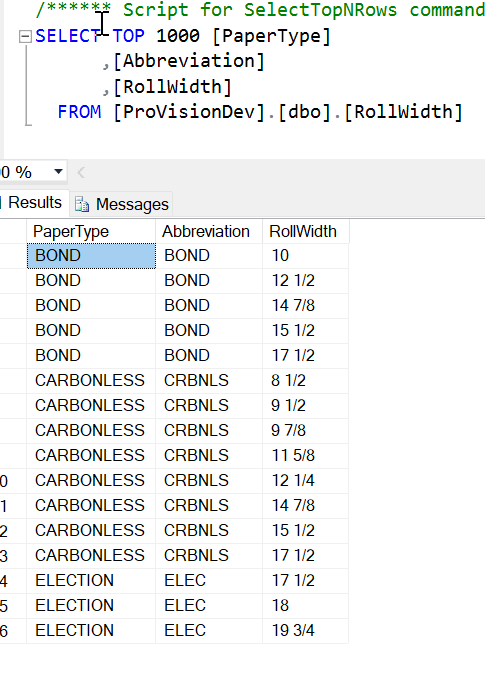 /****** Script for SelectTopNRows command
SELECT TOP 1000 [PaperType]
,[Abbreviation]
,[RollWidth]
FROM [ProVisionDev].[dbo].[RollWidth]
0 %
Results Messages
PaperType Abbreviation RollWidth
BOND BOND 10
BOND BOND 12 1/2
BOND BOND 14 7/8
BOND BOND 15 1/2
BOND BOND 17 1/2
CARBONLESS CRBNLS 8 1/2
CARBONLESS CRBNLS 9 1/2
CARBONLESS CRBNLS 9 7/8
CARBONLESS CRBNLS 11 5/8
0 CARBONLESS CRBNLS 12 1/4
1 CARBONLESS CRBNLS 14 7/8
2 CARBONLESS CRBNLS 15 1/2
3 CARBONLESS CRBNLS 17 1/2
4 ELECTION ELEC 17 1/2
5 ELECTION ELEC 18
6 ELECTION ELEC 19 3/4